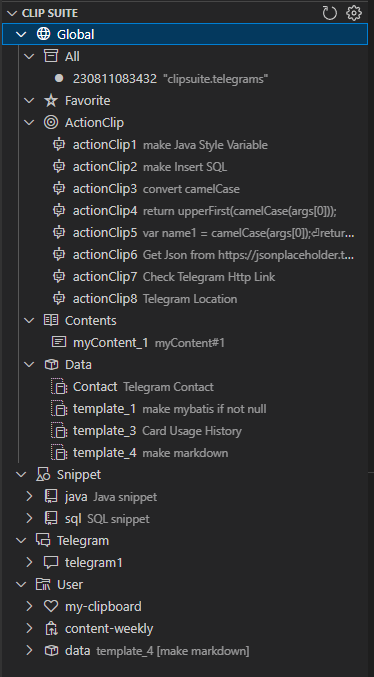 CLIP SUITE
Global
All
230811083432 "clipsuite.telegrams"
Favorite
ActionClip
actionClip1 make Java Style Variable
actionClip2 make Insert SQL
actionClip3 convert camelCase
actionClip4 return upperFirst(camelCase(args[0]));
actionClip5 var name1 = camelCase(args[0]);⏎retur...
actionClip6 Get Json from https://jsonplaceholder.t...
actionClip7 Check Telegram Http Link
actionClip8 Telegram Location
Contents
myContent_1 myContent#1
Data
Contact Telegram Contact
template_1 make mybatis if not null
template_3 Card Usage History
template_4 make markdown
Snippet
java Java snippet
sql SQL snippet
Telegram
telegram1
User
my-clipboard
content-weekly
data template_4 [make markdown]